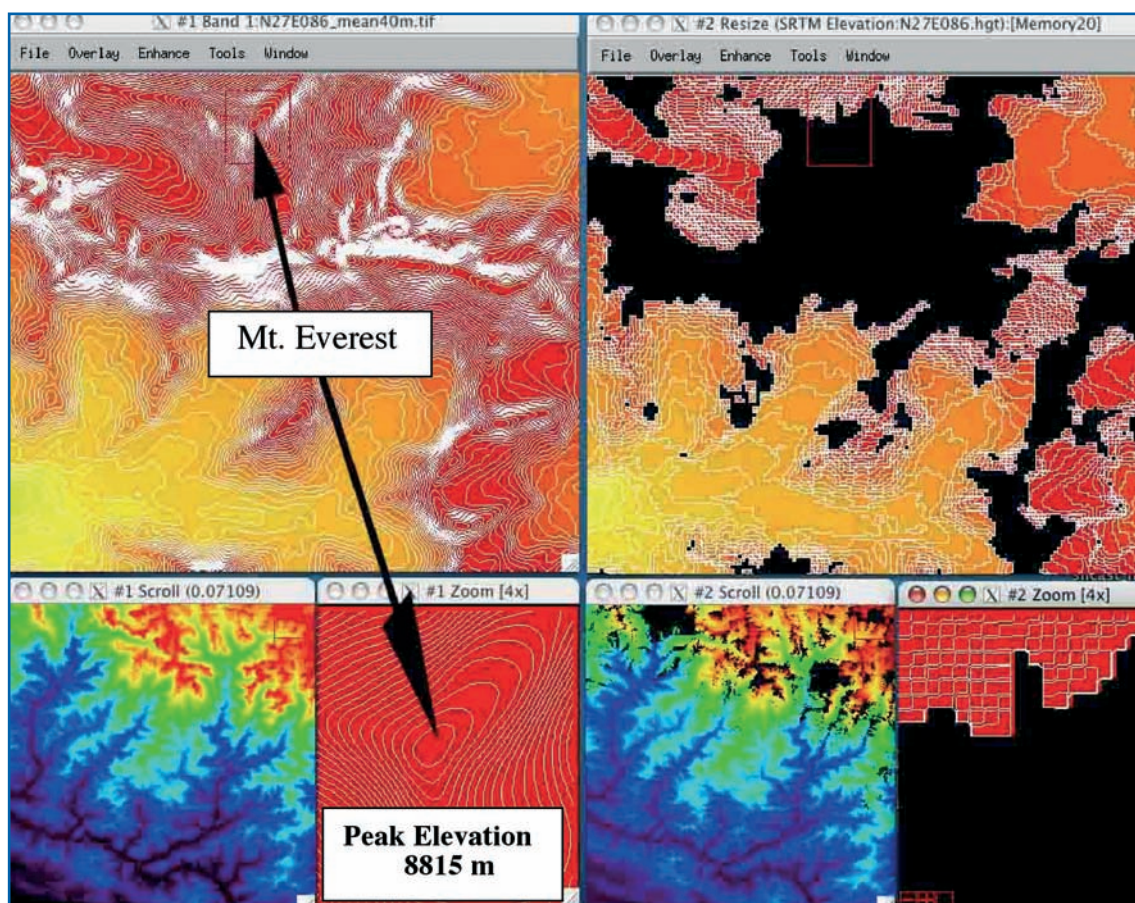 X #1 Band 1:N27E086_mean40m.tif
File Overlay Enhance Tools Window
X #2 Resize (SRTM Elevation:N27E086.hgt):[Memory20]
File Overlay Enhance Tools Window
Mt. Everest
X #1 Scroll (0.07109)
X #1 Zoom [4x]
X #2 Scroll (0.07109)
X #2 Zoom [4x]
Peak Elevation
8815 m